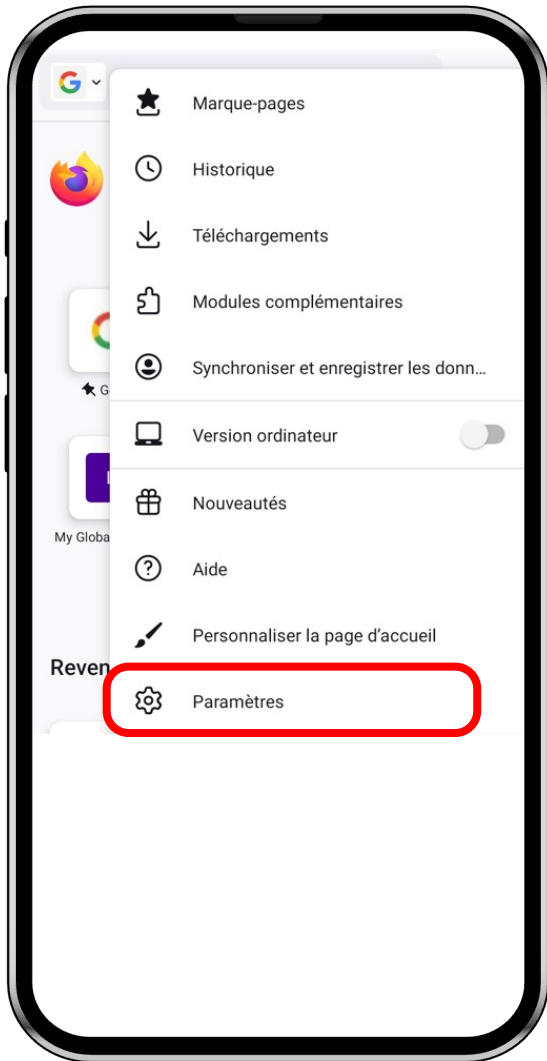 Marque-pages
Historique
Téléchargements
Modules complémentaires
Synchroniser et enregistrer les donn…
G
Version ordinateur
Nouveautés
My Globa
Aide
Personnaliser la page d’accueil
Reven
Paramètres